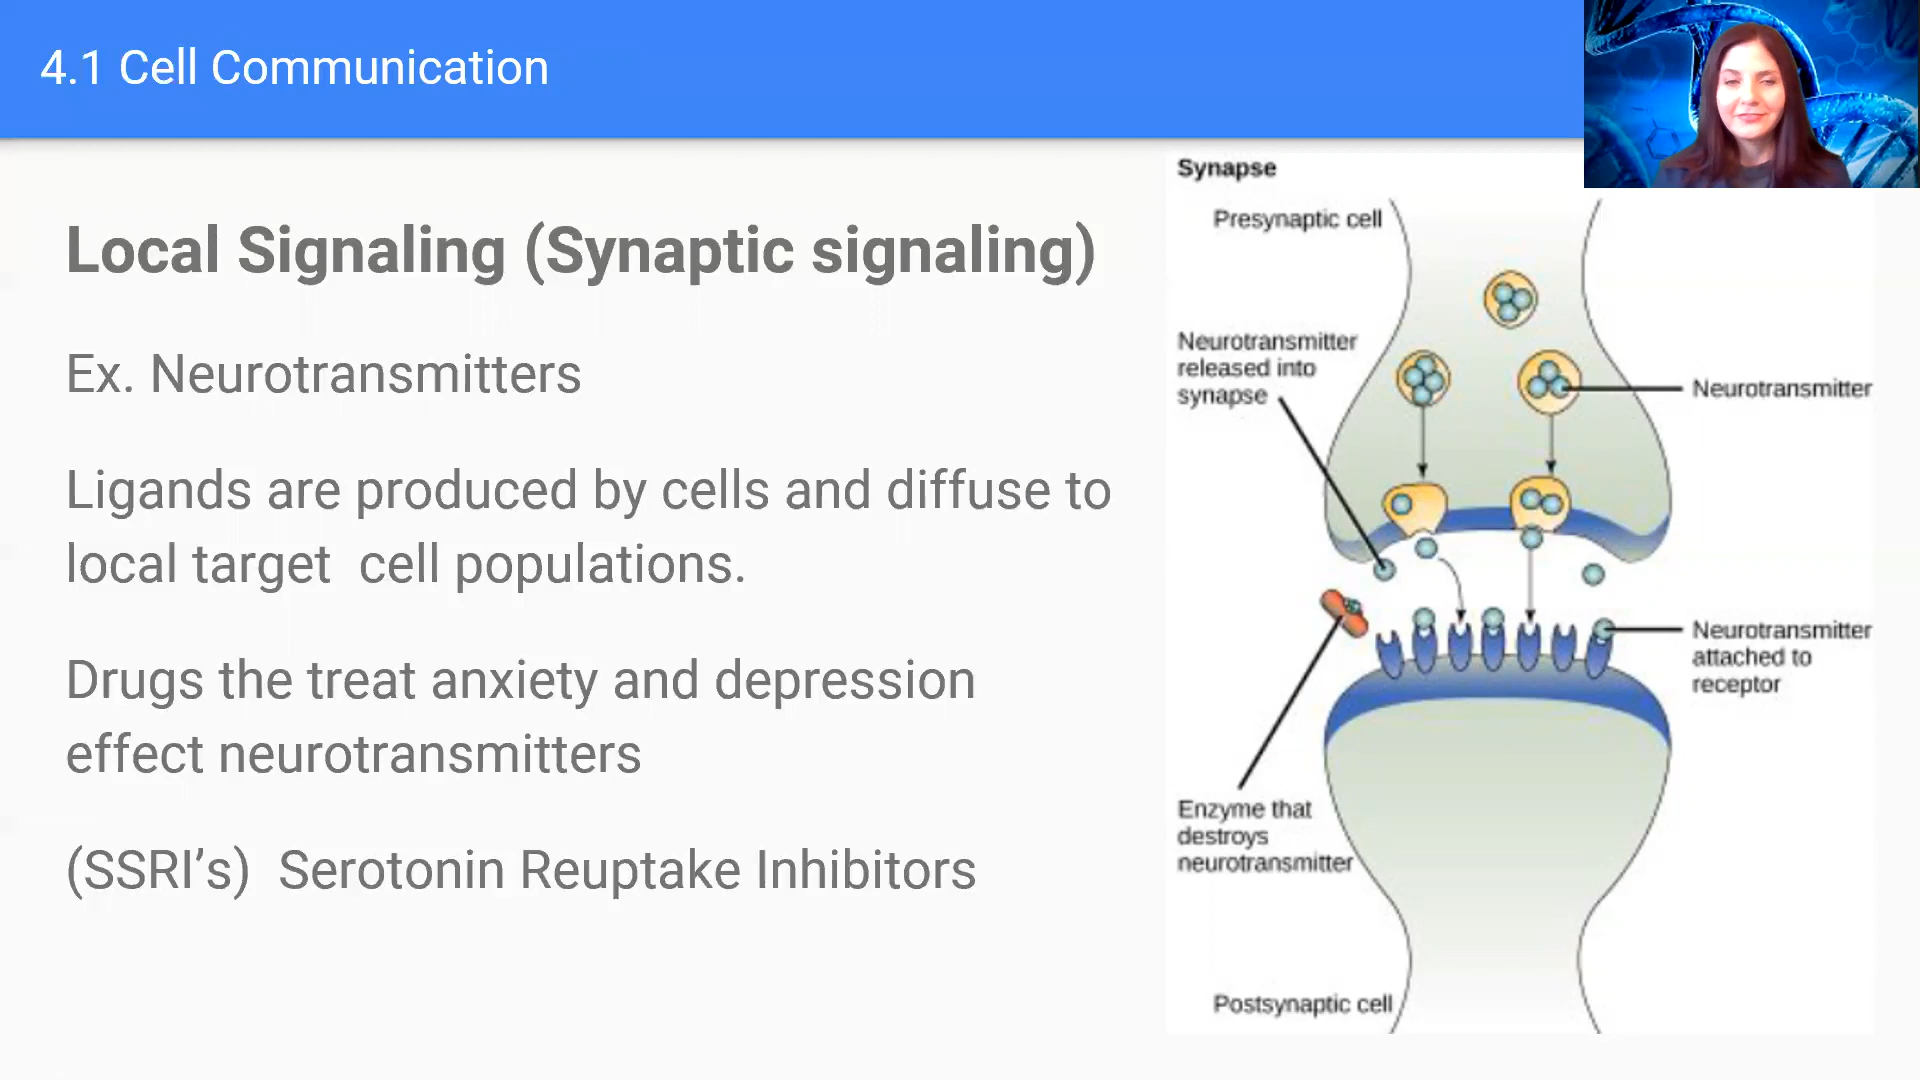 4.1 Cell Communication
Local Signaling (Synaptic signaling)
Ex. Neurotransmitters
Ligands are produced by cells and diffuse to
local target  cell populations.
Drugs the treat anxiety and depression
effect neurotransmitters
(SSRI’s)  Serotonin Reuptake Inhibitors
Synapse
Presynaptic cell
Neurotransmitter
released into
synapse
Neurotransmitter
Neurotransmitter
attached to
receptor
Enzyme that
destroys
neurotransmitter
Postsynaptic cell